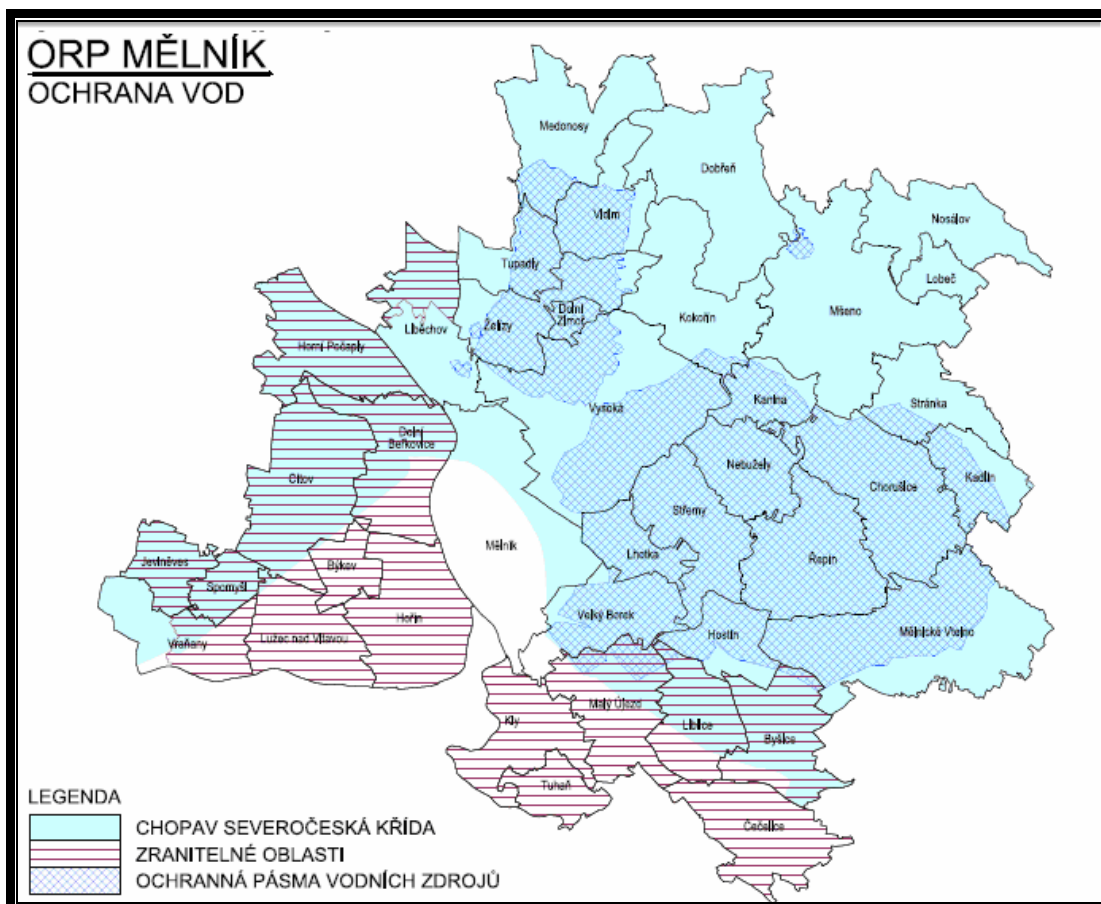 ORP MĚLNÍK
OCHRANA VOD
Medonosy
Dobřeň
Vidim
Nosálov
Tupadly
Lobeč
Liběchov
Želízy
Dolní
Zimoř
Kokořín
Mšeno
Horní Počaply
Vysoká
Kanina
Stránka
Dolní
Beřkovice
Nebužely
Cítov
Chorušice
Kadlín
Střemy
Mělník
Lhotka
Řepín
Jeviněves
Býkev
Spomyšl
Hořín
Velký Borek
Vraňany
Lužec nad Vltavou
Hostín
Mělnické Vtelno
Malý Újezd
Kly
Liblice
Byšice
Tuhaň
Čečelice
LEGENDA
CHOPAV SEVEROČESKÁ KŘÍDA
ZRANITELNÉ OBLASTI
OCHRANNÁ PÁSMA VODNÍCH ZDROJŮ